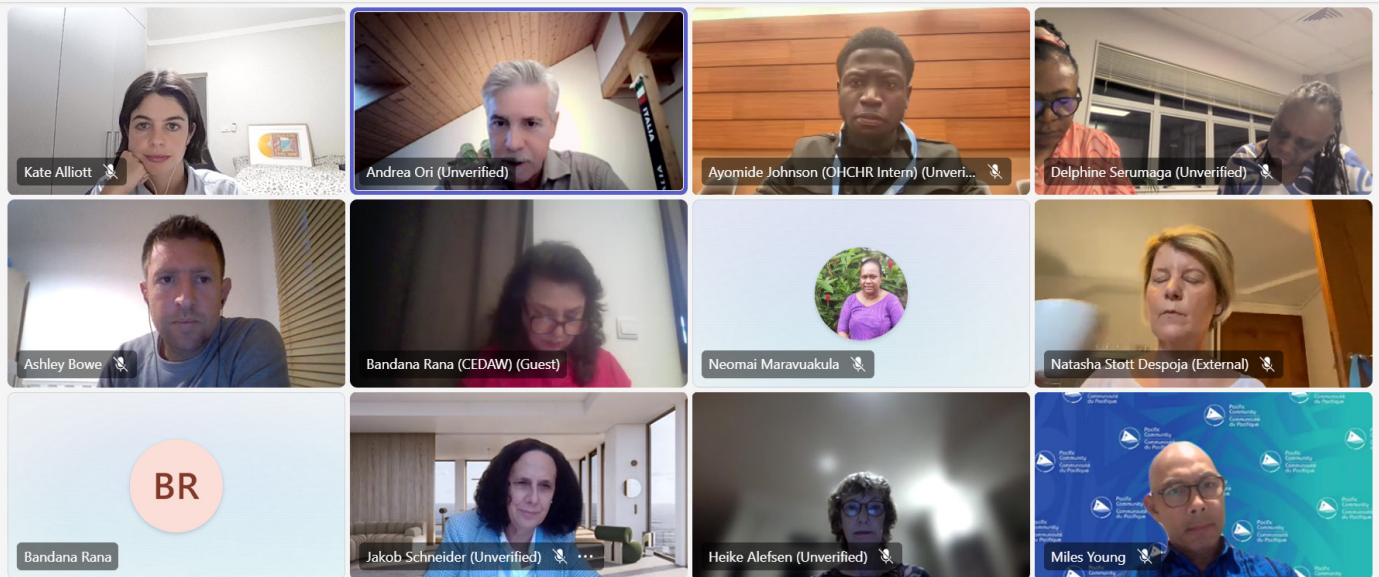 Kate Alliott
ITALIA
Andrea Ori (Unverified)
Ayomide Johnson (OHCHR Intern) (Unveri...
Delphine Serumaga (Unverified)
Ashley Bowe
Bandana Rana (CEDAW) (Guest)
Neomai Maravuakula
Natasha Stott Despoja (External)
BR
Bandana Rana
Jakob Schneider (Unverified)
Heike Alefsen (Unverified)
Pacific
Community
Communauté
du Pacifique
Miles Young